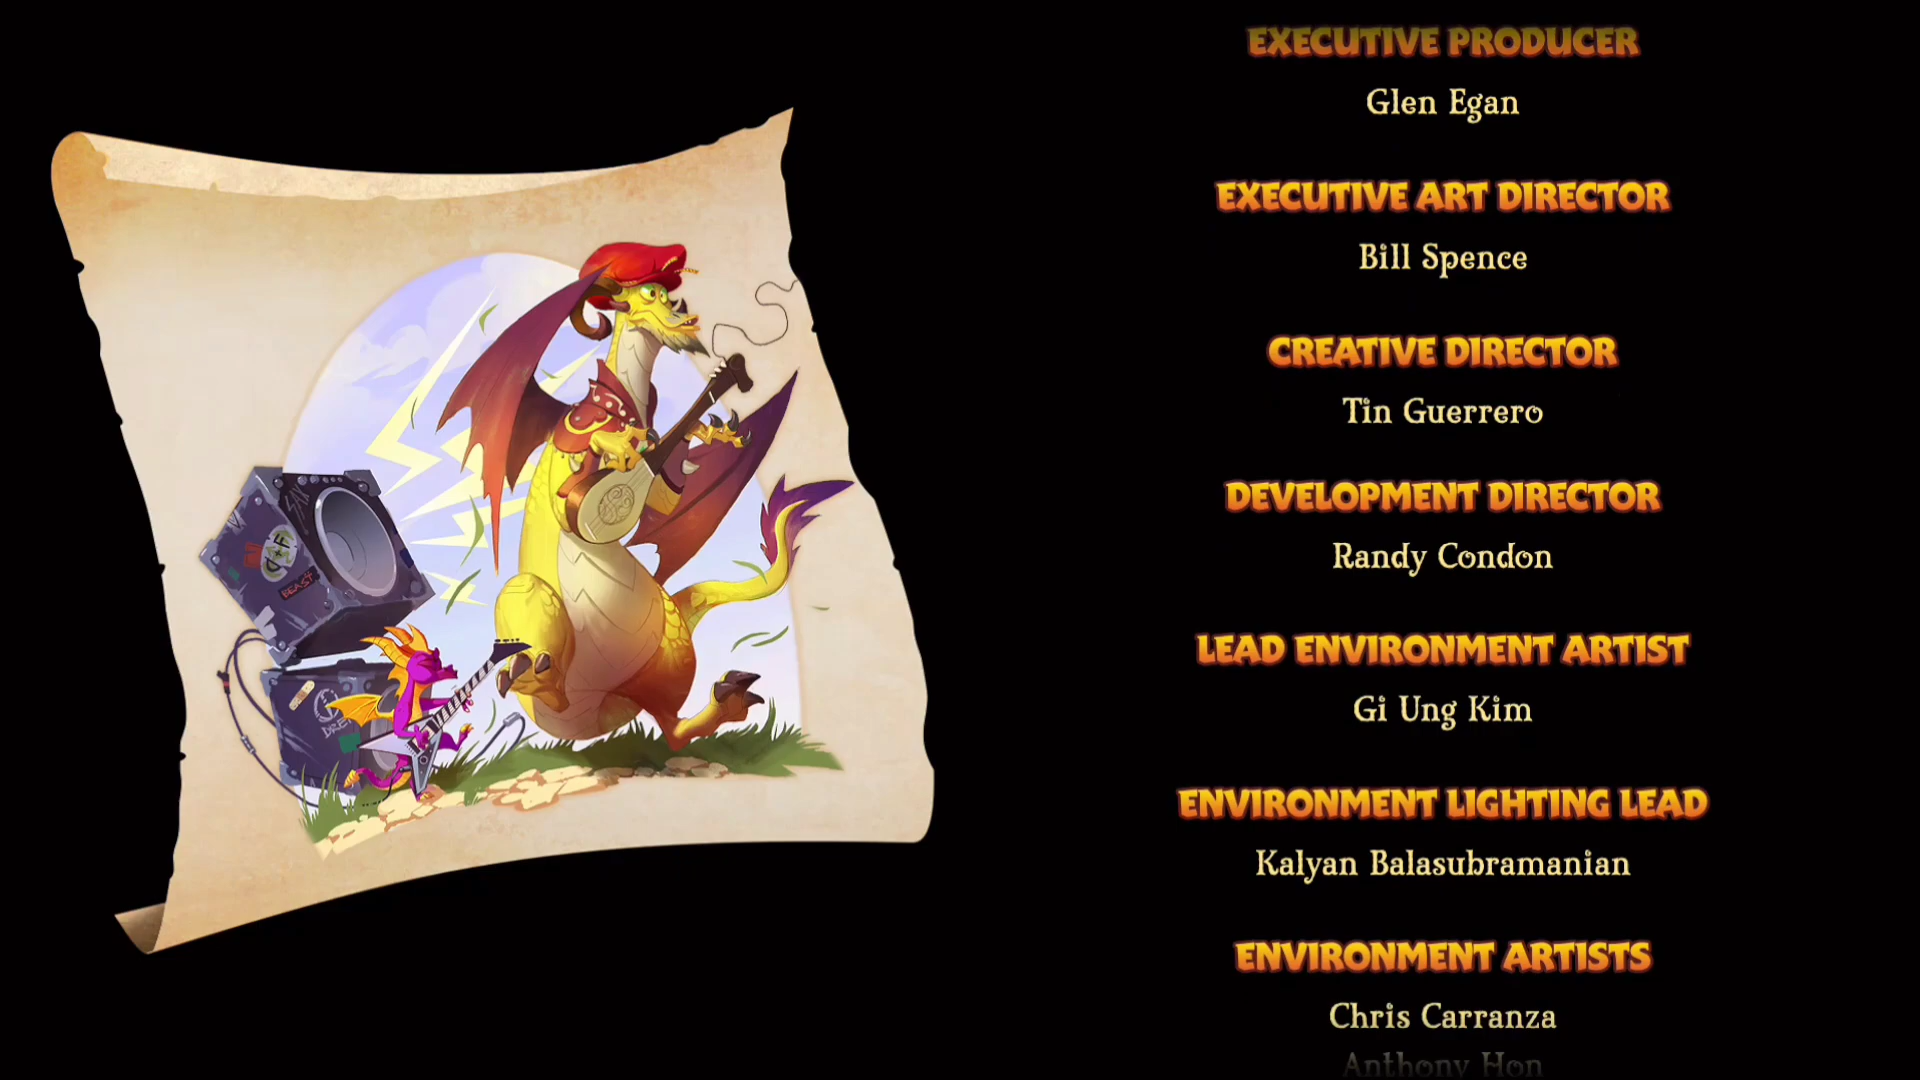 EXECUTIVE PRODUCER
Glen Egan
EXECUTIVE ART DIRECTOR
Bill Spence
CREATIVE DIRECTOR
Tin Guerrero
DEVELOPMENT DIRECTOR
Randy Condon
LEAD ENVIRONMENT ARTIST
Gi Ung Kim
ENVIRONMENT LIGHTING LEAD
Kalyan Balasubramanian
ENVIRONMENT ARTISTS
Chris Carranza
Anthony Hon
BEAST